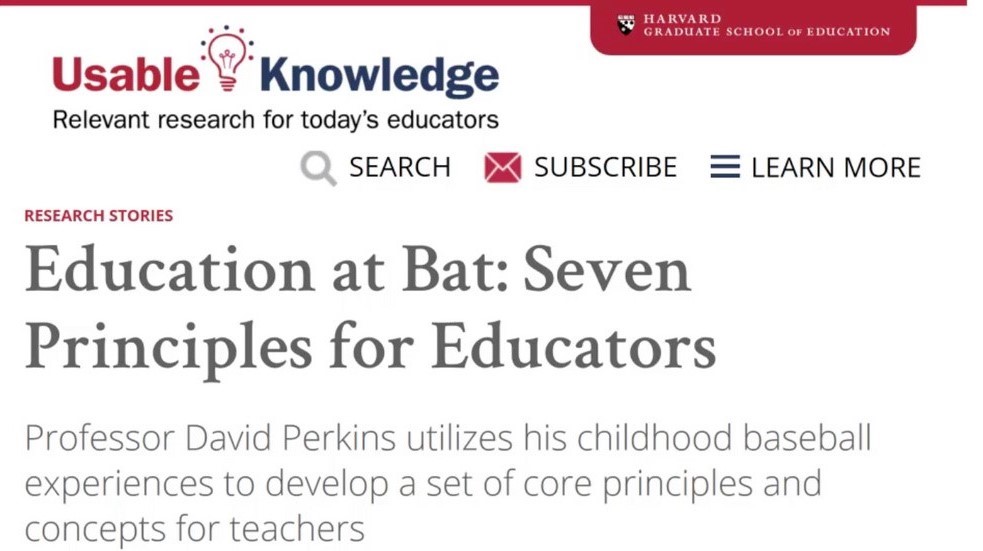 HARVARD
GRADUATE SCHOOL OF EDUCATION
Usable Knowledge
Relevant research for today's educators
SEARCH SUBSCRIBE LEARN MORE
RESEARCH STORIES
Education at Bat: Seven
Principles for Educators
Professor David Perkins utilizes his childhood baseball
experiences to develop a set of core principles and
concepts for teachers